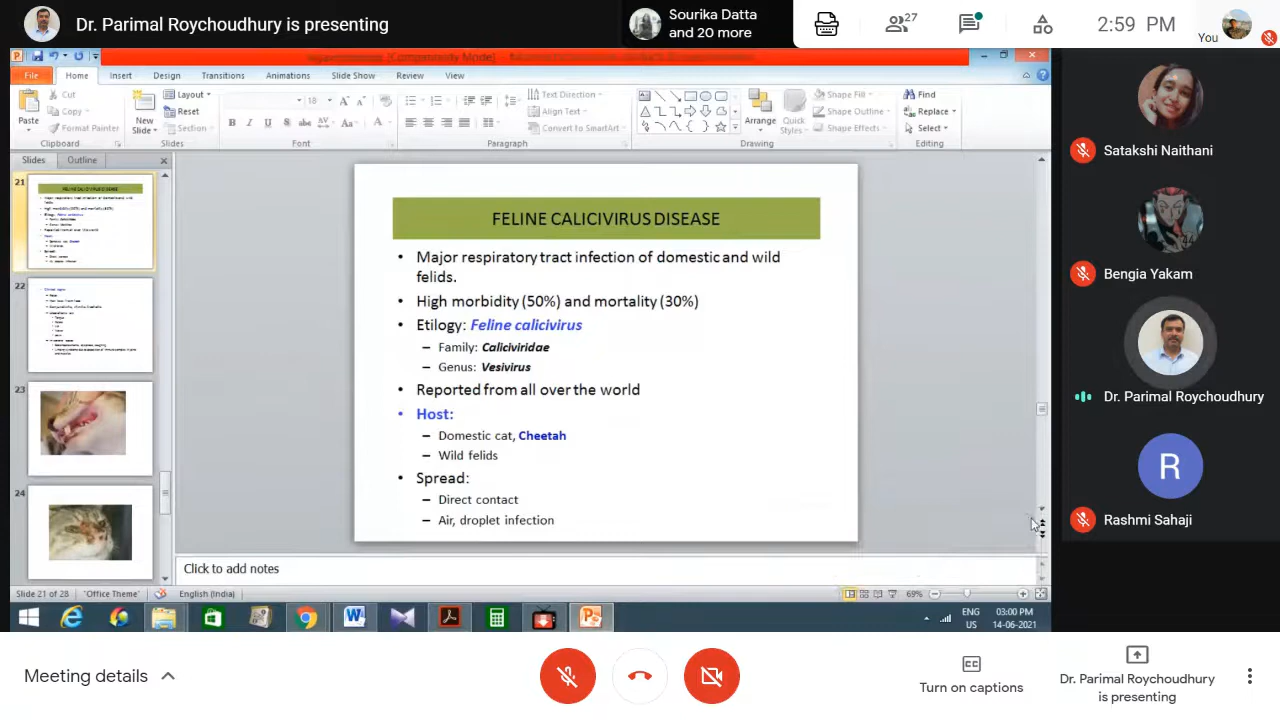 Dr. Parimal Roychoudhury is presenting
Sourika Datta
and 20 more
27
2:59 PM
You
File
Home
Insert
Design
Transitions
Animations
Slide Show
Review
View
Paste
Cut
Copy
Format Painter
Clipboard
New
Slide
Layout
Reset
Section
Slides
18
Font
Paragraph
Text Direction
Align Text
Convert to SmartArt
Arrange
Quick
Styles
Shape Fill
Shape Outline
Shape Effects
Drawing
Find
Replace
Select
Editing
Slides
Outline
21
22
23
24
FELINE CALICIVIRUS DISEASE
• Major respiratory tract infection of domestic and wild
felids.
• High morbidity (50%) and mortality (30%)
• Etilogy: Feline calicivirus
– Family: Caliciviridae
– Genus: Vesivirus
• Reported from all over the world
• Host:
– Domestic cat, Cheetah
– Wild felids
• Spread:
– Direct contact
– Air, droplet infection
Click to add notes
Slide 21 of 28
"Office Theme"
English (India)
69%
ENG
US
03:00 PM
14-06-2021
Satakshi Naithani
Bengia Yakam
Dr. Parimal Roychoudhury
R
Rashmi Sahaji
Meeting details
Turn on captions
Dr. Parimal Roychoudhury
is presenting